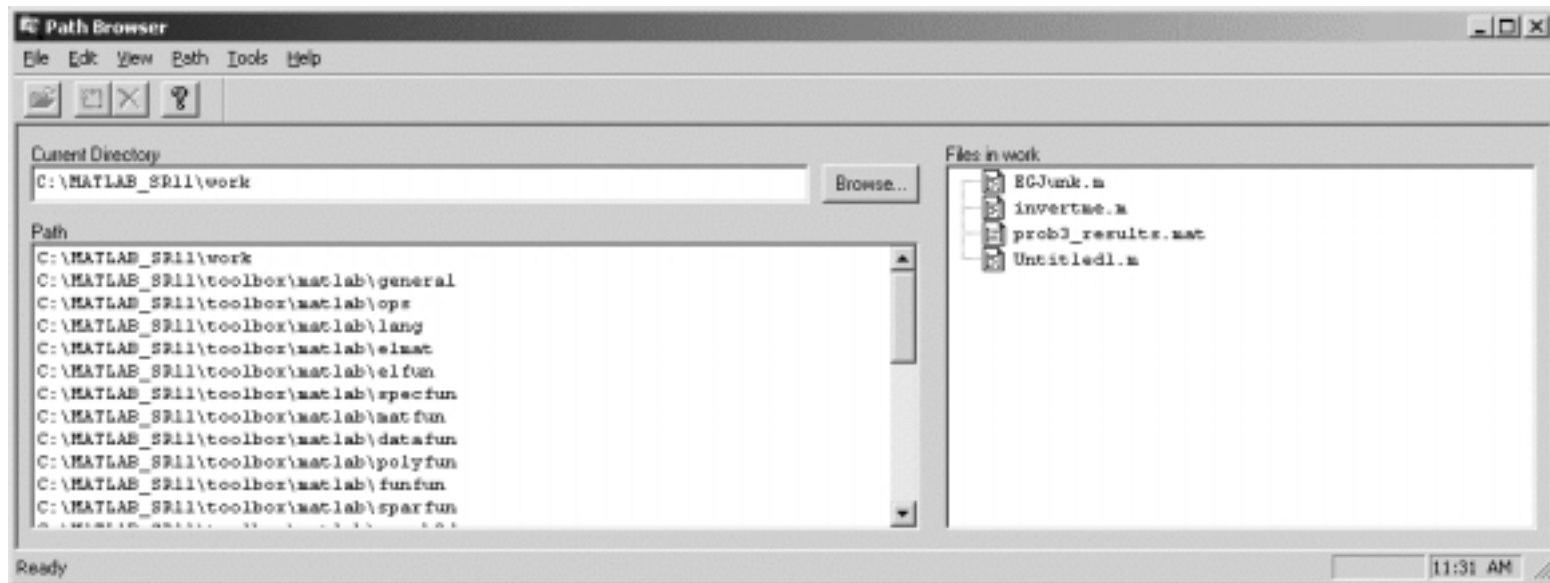 Path Browser
File Edit View Path Tools Help
Current Directory
C:\MATLAB_SR11\work
Browse...
Path
C:\MATLAB_SR11\work
C:\MATLAB_SR11\toolbox\matlab\general
C:\MATLAB_SR11\toolbox\matlab\ops
C:\MATLAB_SR11\toolbox\matlab\lang
C:\MATLAB_SR11\toolbox\matlab\elmat
C:\MATLAB_SR11\toolbox\matlab\elfun
C:\MATLAB_SR11\toolbox\matlab\specfun
C:\MATLAB_SR11\toolbox\matlab\matfun
C:\MATLAB_SR11\toolbox\matlab\datafun
C:\MATLAB_SR11\toolbox\matlab\polyfun
C:\MATLAB_SR11\toolbox\matlab\funfun
C:\MATLAB_SR11\toolbox\matlab\sparfun
Files in work
EGJunk.m
invertme.m
prob3_results.mat
Untitled1.m
Ready
11:31 AM